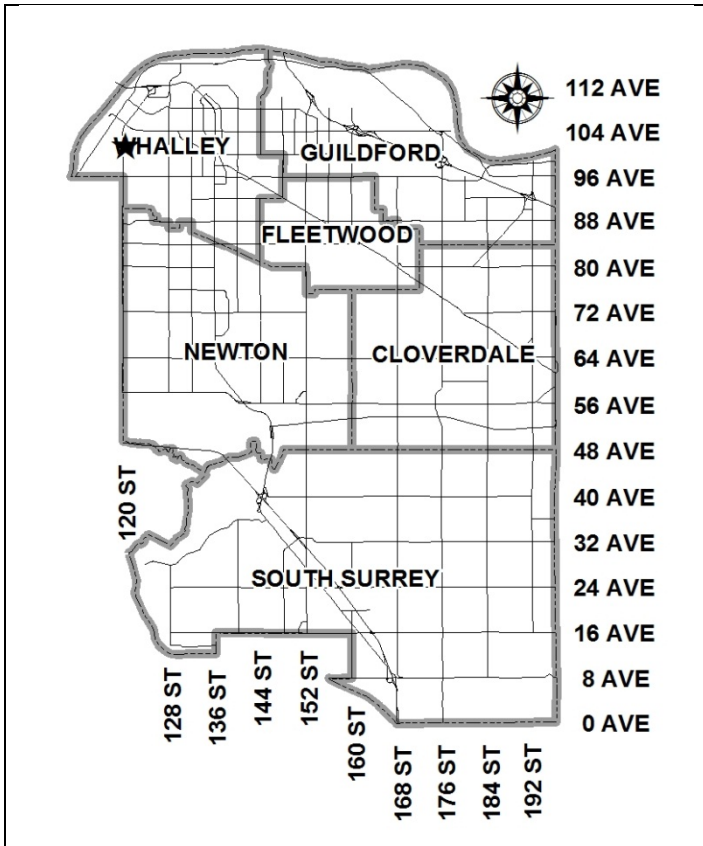 112 AVE
104 AVE
WHALLEY
GUILDFORD
96 AVE
88 AVE
FLEETWOOD
80 AVE
72 AVE
NEWTON
CLOVERDALE
64 AVE
56 AVE
48 AVE
120 ST
40 AVE
32 AVE
SOUTH SURREY
24 AVE
16 AVE
8 AVE
0 AVE
128 ST
136 ST
144 ST
152 ST
160 ST
168 ST
176 ST
184 ST
192 ST